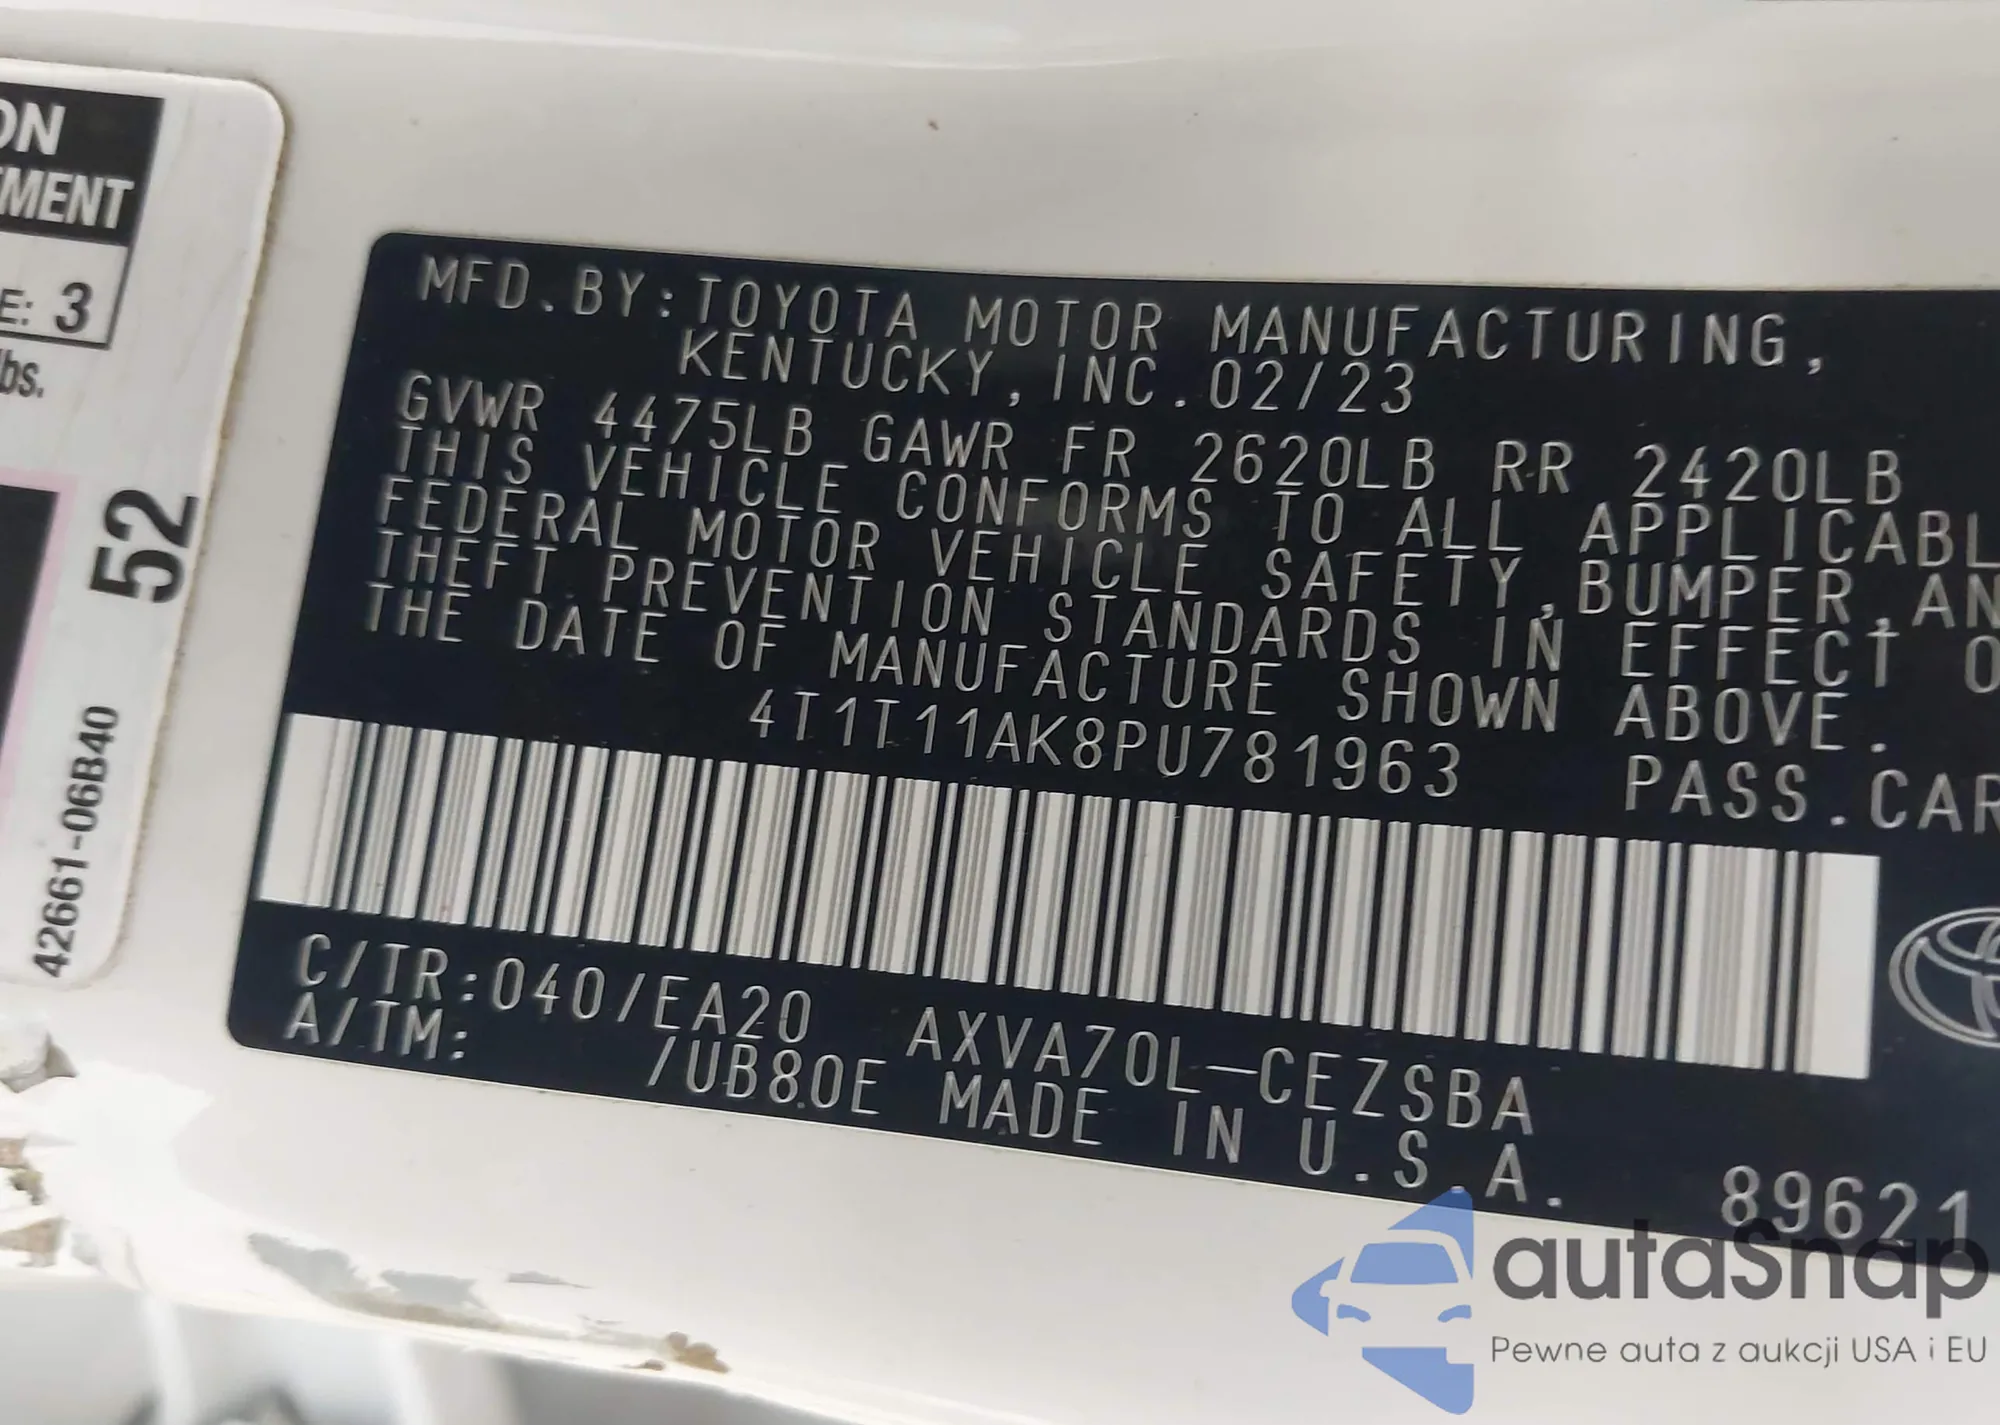 ON
TMENT
E: 3
lbs.
52
42661-06B40
MFD.BY:TOYOTA MOTOR MANUFACTURING,
KENTUCKY,INC.02/23
GVWR 4475LB GAWR FR 2620LB RR 2420LB
THIS VEHICLE CONFORMS TO ALL APPLICABL
FEDERAL MOTOR VEHICLE SAFETY,BUMPER,AN
THEFT PREVENTION STANDARDS IN EFFECT O
THE DATE OF MANUFACTURE SHOWN ABOVE.
4T1T11AK8PU781963 PASS.CAR
C/TR:040/EA20 AXVA70L-CEZSBA
A/TM: /UB80E MADE IN U.S.A.
89621
autaSnap
Pewne auta z aukcji USA i EU